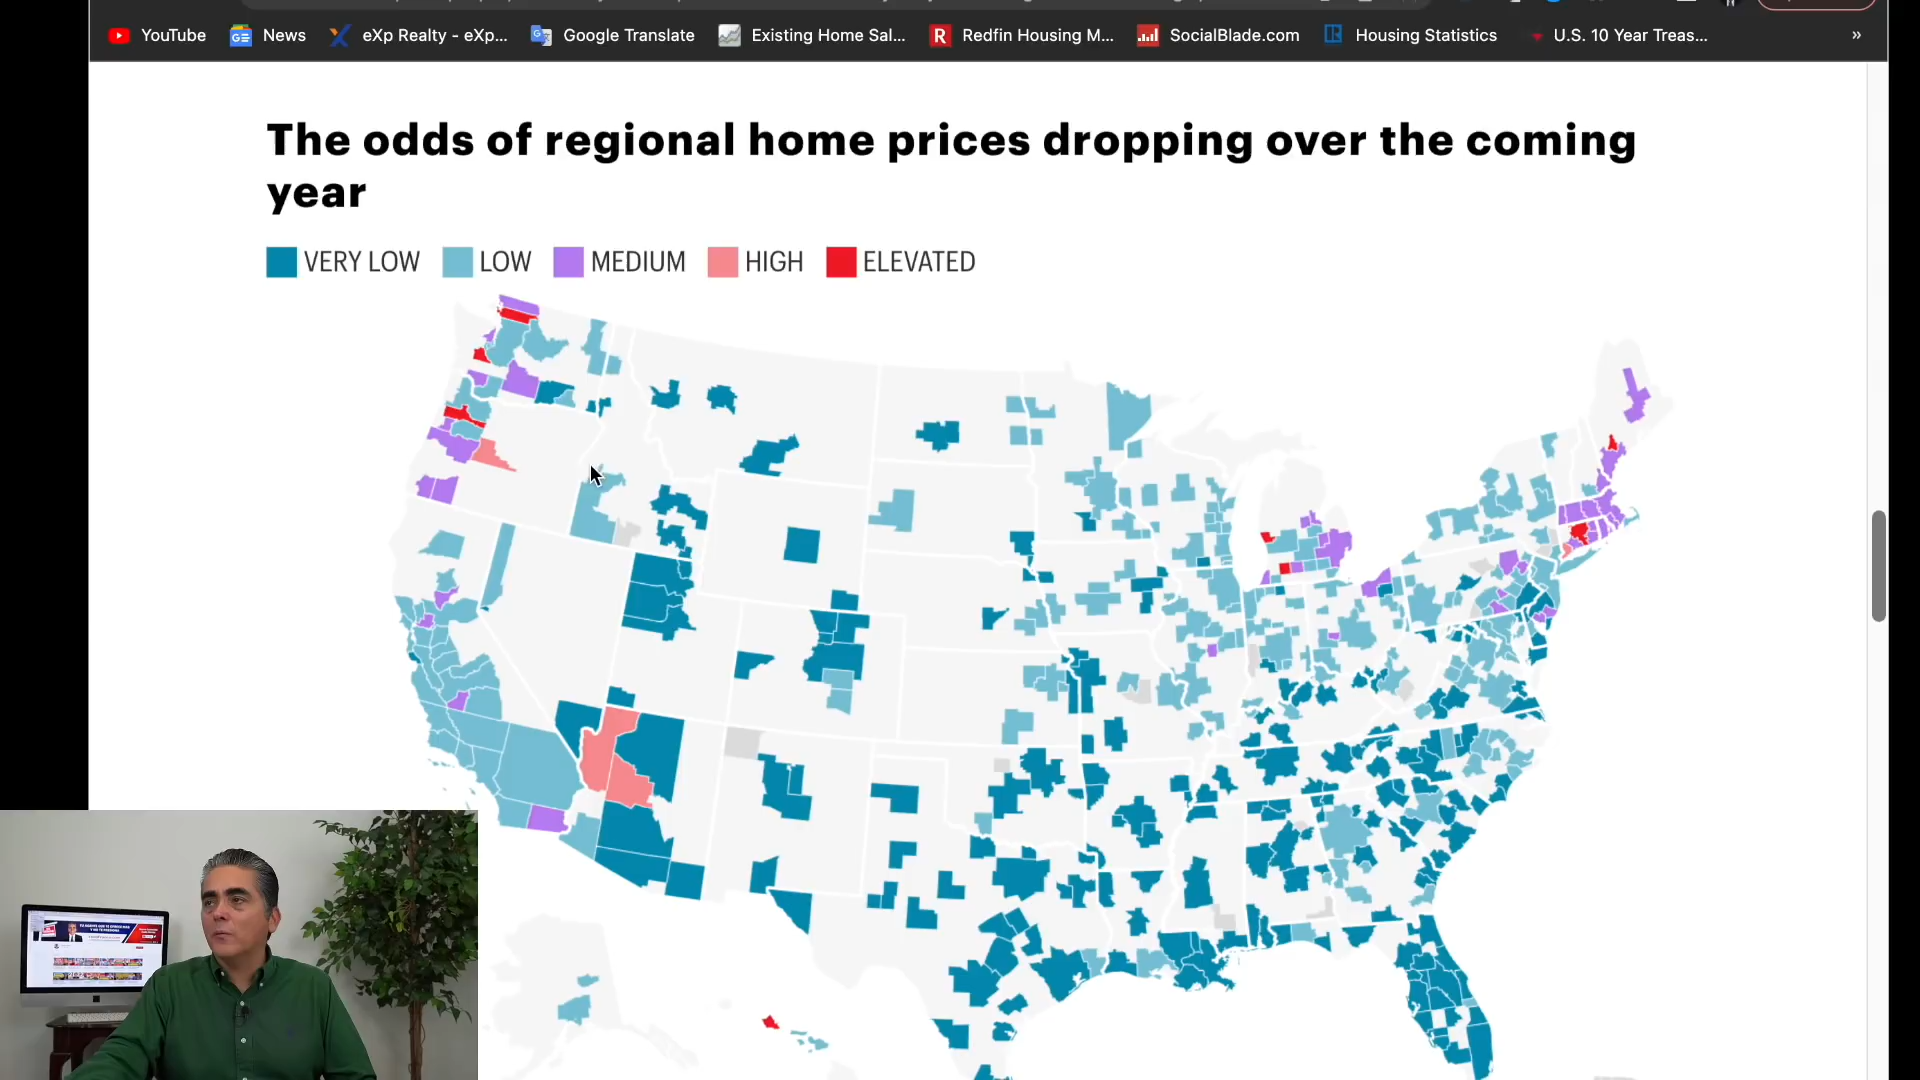 YouTube
News
eXp Realty - eXp...
Google Translate
Existing Home Sal...
Redfin Housing M...
SocialBlade.com
Housing Statistics
U.S. 10 Year Treas...
»
The odds of regional home prices dropping over the coming
year
VERY LOW
LOW
MEDIUM
HIGH
ELEVATED